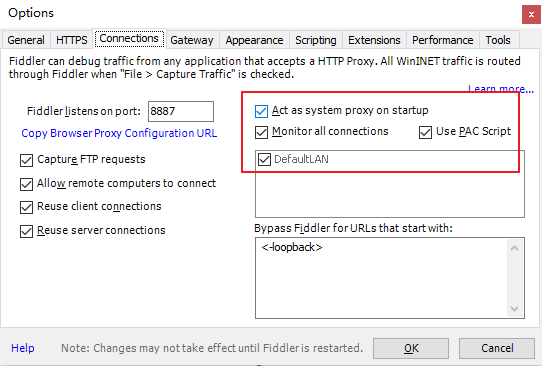 Options
General HTTPS Connections Gateway Appearance Scripting Extensions Performance Tools
Fiddler can debug traffic from any application that accepts a HTTP Proxy. All WinINET traffic is routed
through Fiddler when "File > Capture Traffic" is checked.
Learn more...
Fiddler listens on port: 8887
Copy Browser Proxy Configuration URL
Capture FTP requests
Allow remote computers to connect
Reuse client connections
Reuse server connections
Act as system proxy on startup
Monitor all connections Use PAC Script
DefaultLAN
Bypass Fiddler for URLs that start with:
<-loopback>
Help Note: Changes may not take effect until Fiddler is restarted. OK Cancel